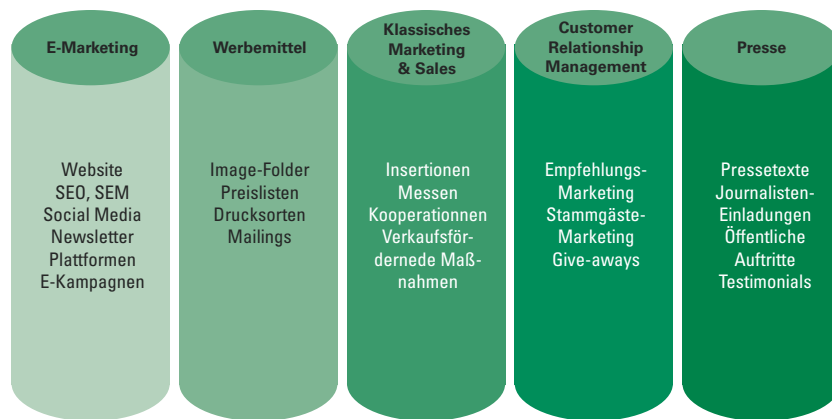 E-Marketing
Website
SEO, SEM
Social Media
Newsletter
Plattformen
E-Kampagnen
Werbemittel
Image-Folder
Preislisten
Drucksorten
Mailings
Klassisches
Marketing
& Sales
Insertionen
Messen
Kooperationnen
Verkaufsför-
dernede Maß-
nahmen
Customer
Relationship
Management
Empfehlungs-
Marketing
Stammgäste-
Marketing
Give-aways
Presse
Pressetexte
Journalisten-
Einladungen
Öffentliche
Auftritte
Testimonials